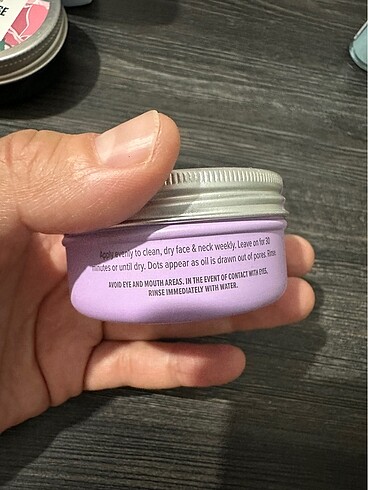 GE
Apply evenly to clean, dry face & neck weekly. Leave on for 30
minutes or until dry. Dots appear as oil is drawn out of pores. Rinse
AVOID EYE AND MOUTH AREAS. IN THE EVENT OF CONTACT WITH EYES,
RINSE IMMEDIATELY WITH WATER.